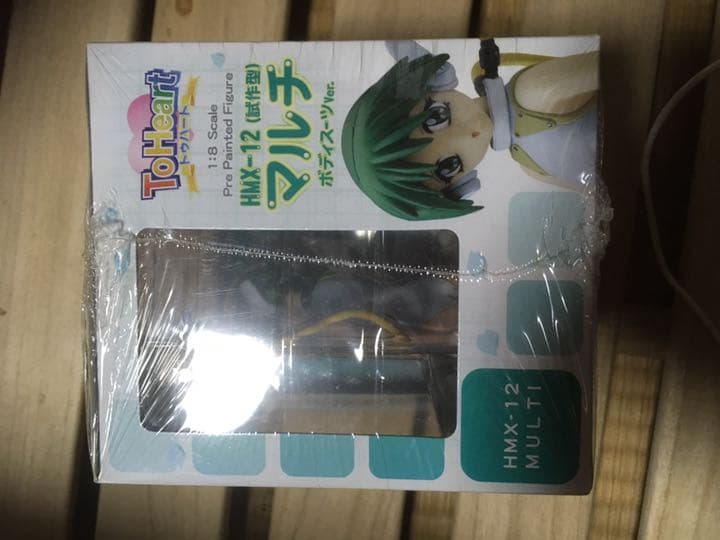 ToHeart
トゥハート
1:8 Scale
Pre Painted Figure
HMX-12 (試作型)
マルチ
ボディスーツVer.
HMX-12
MULTI